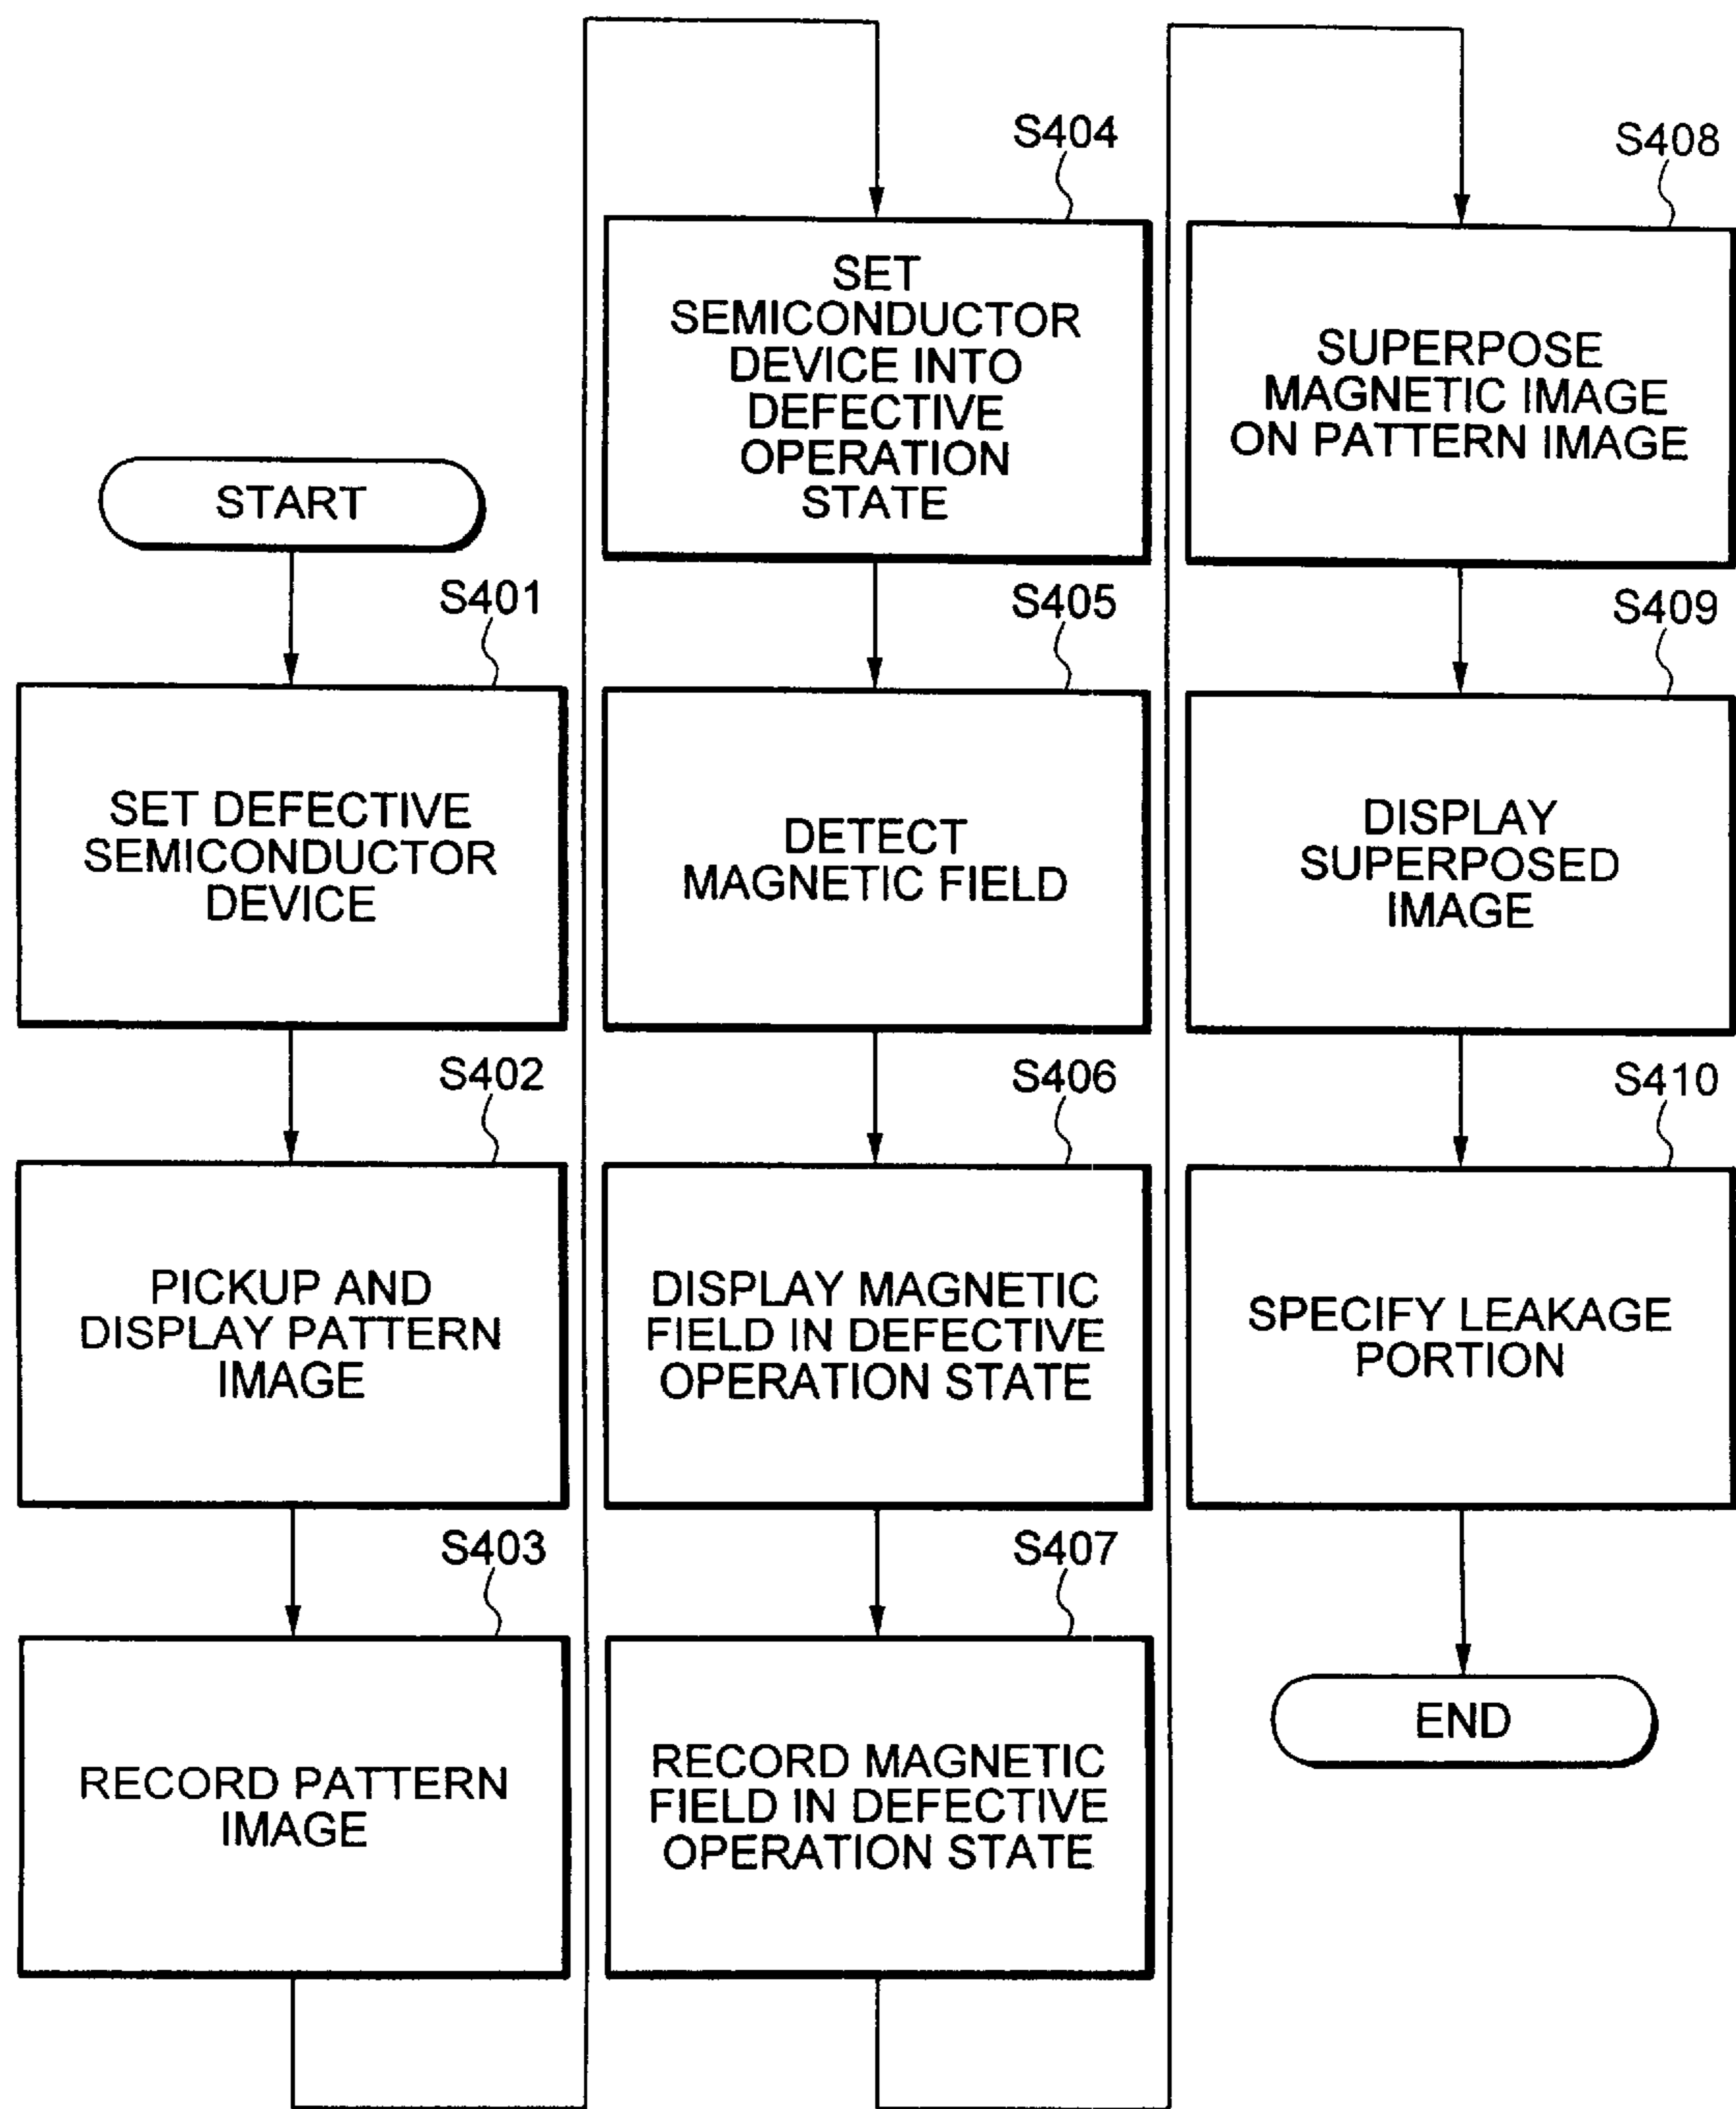 START
S401
SET DEFECTIVE
SEMICONDUCTOR
DEVICE
S402
PICKUP AND
DISPLAY PATTERN
IMAGE
S403
RECORD PATTERN
IMAGE
S404
SET
SEMICONDUCTOR
DEVICE INTO
DEFECTIVE
OPERATION
STATE
S405
DETECT
MAGNETIC FIELD
S406
DISPLAY MAGNETIC
FIELD IN DEFECTIVE
OPERATION STATE
S407
RECORD MAGNETIC
FIELD IN DEFECTIVE
OPERATION STATE
S408
SUPERPOSE
MAGNETIC IMAGE
ON PATTERN IMAGE
S409
DISPLAY
SUPERPOSED
IMAGE
S410
SPECIFY LEAKAGE
PORTION
END